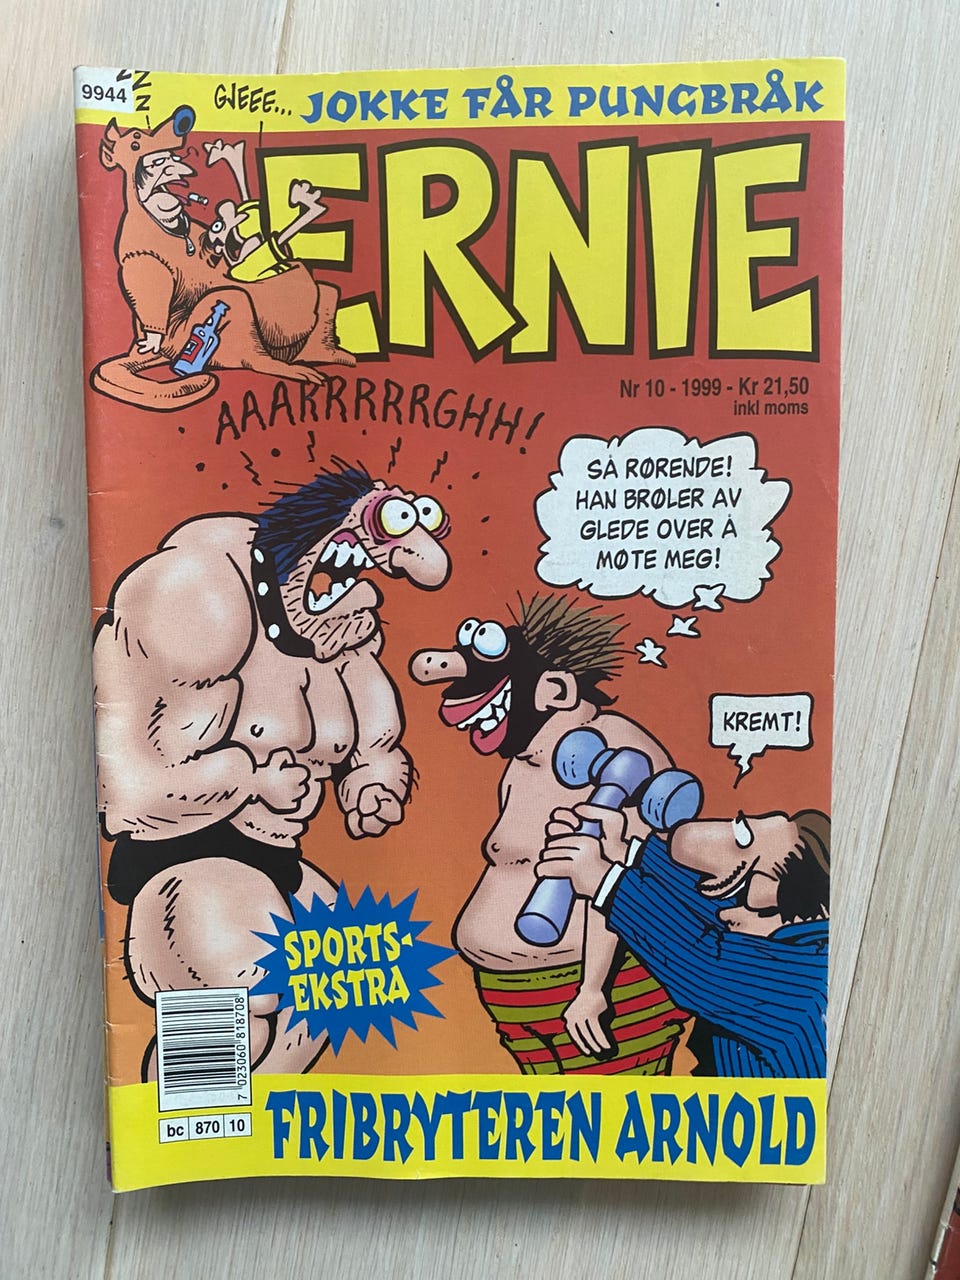 9944
Z
Z
N
GJEEE... JOKKE FÅR PUNGBRÅK
ERNIE
Nr 10 - 1999 - Kr 21,50
inkl moms
AAARRRRRGHH!
SÅ RØRENDE!
HAN BRØLER AV
GLEDE OVER Å
MØTE MEG!
KREMT!
SPORTS-
EKSTRA
7 023060 818708
bc 870 10
FRIBRYTEREN ARNOLD